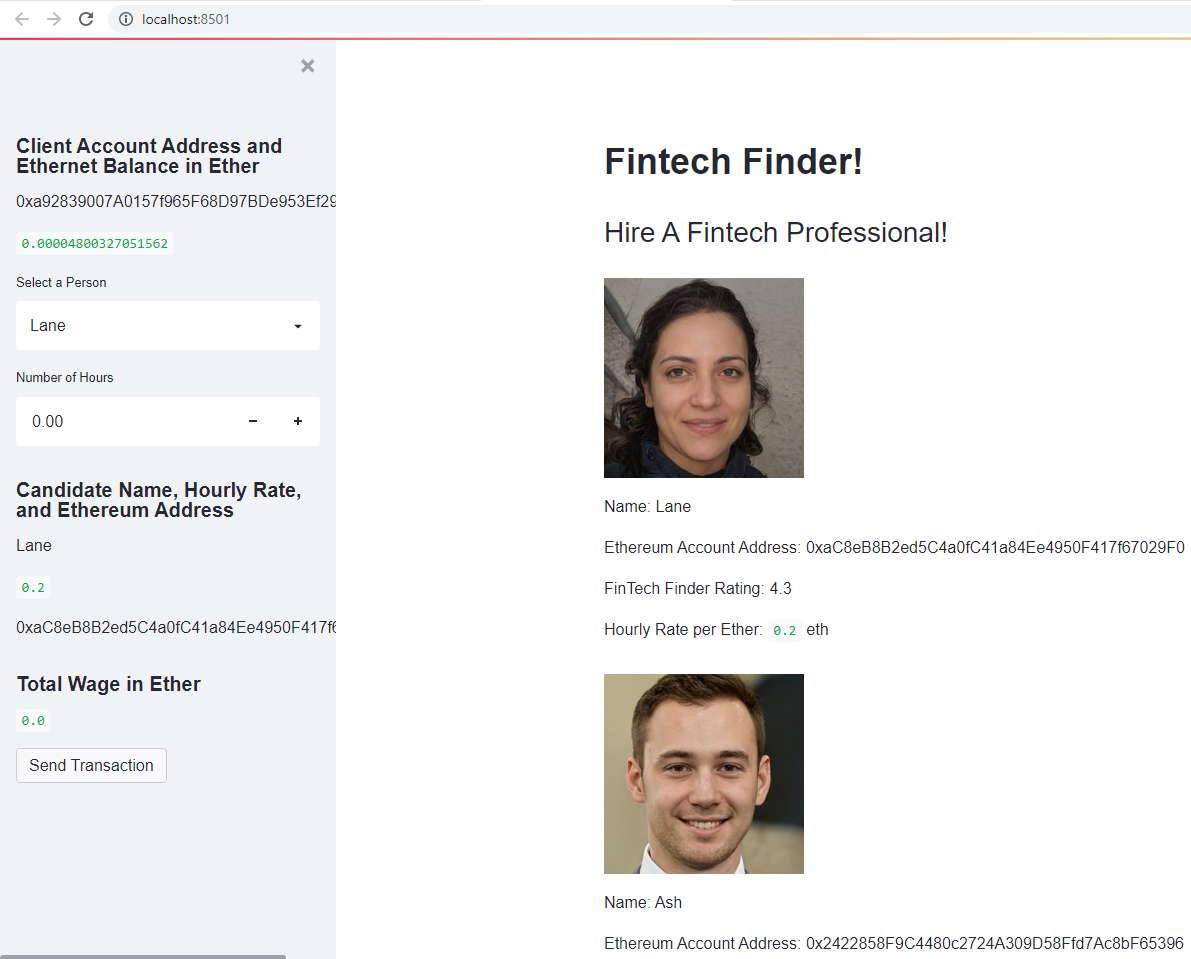 localhost:8501
Client Account Address and
Ethernet Balance in Ether
0xa92839007A0157f965F68D97BDe953Ef29
0.00004800327051562
Select a Person
Lane
Number of Hours
0.00
Candidate Name, Hourly Rate,
and Ethereum Address
Lane
0.2
0xaC8eB8B2ed5C4a0fC41a84Ee4950F417f6
Total Wage in Ether
0.0
Send Transaction
Fintech Finder!
Hire A Fintech Professional!
Name: Lane
Ethereum Account Address: 0xaC8eB8B2ed5C4a0fC41a84Ee4950F417f67029F0
FinTech Finder Rating: 4.3
Hourly Rate per Ether: 0.2 eth
Name: Ash
Ethereum Account Address: 0x2422858F9C4480c2724A309D58Ffd7Ac8bF65396